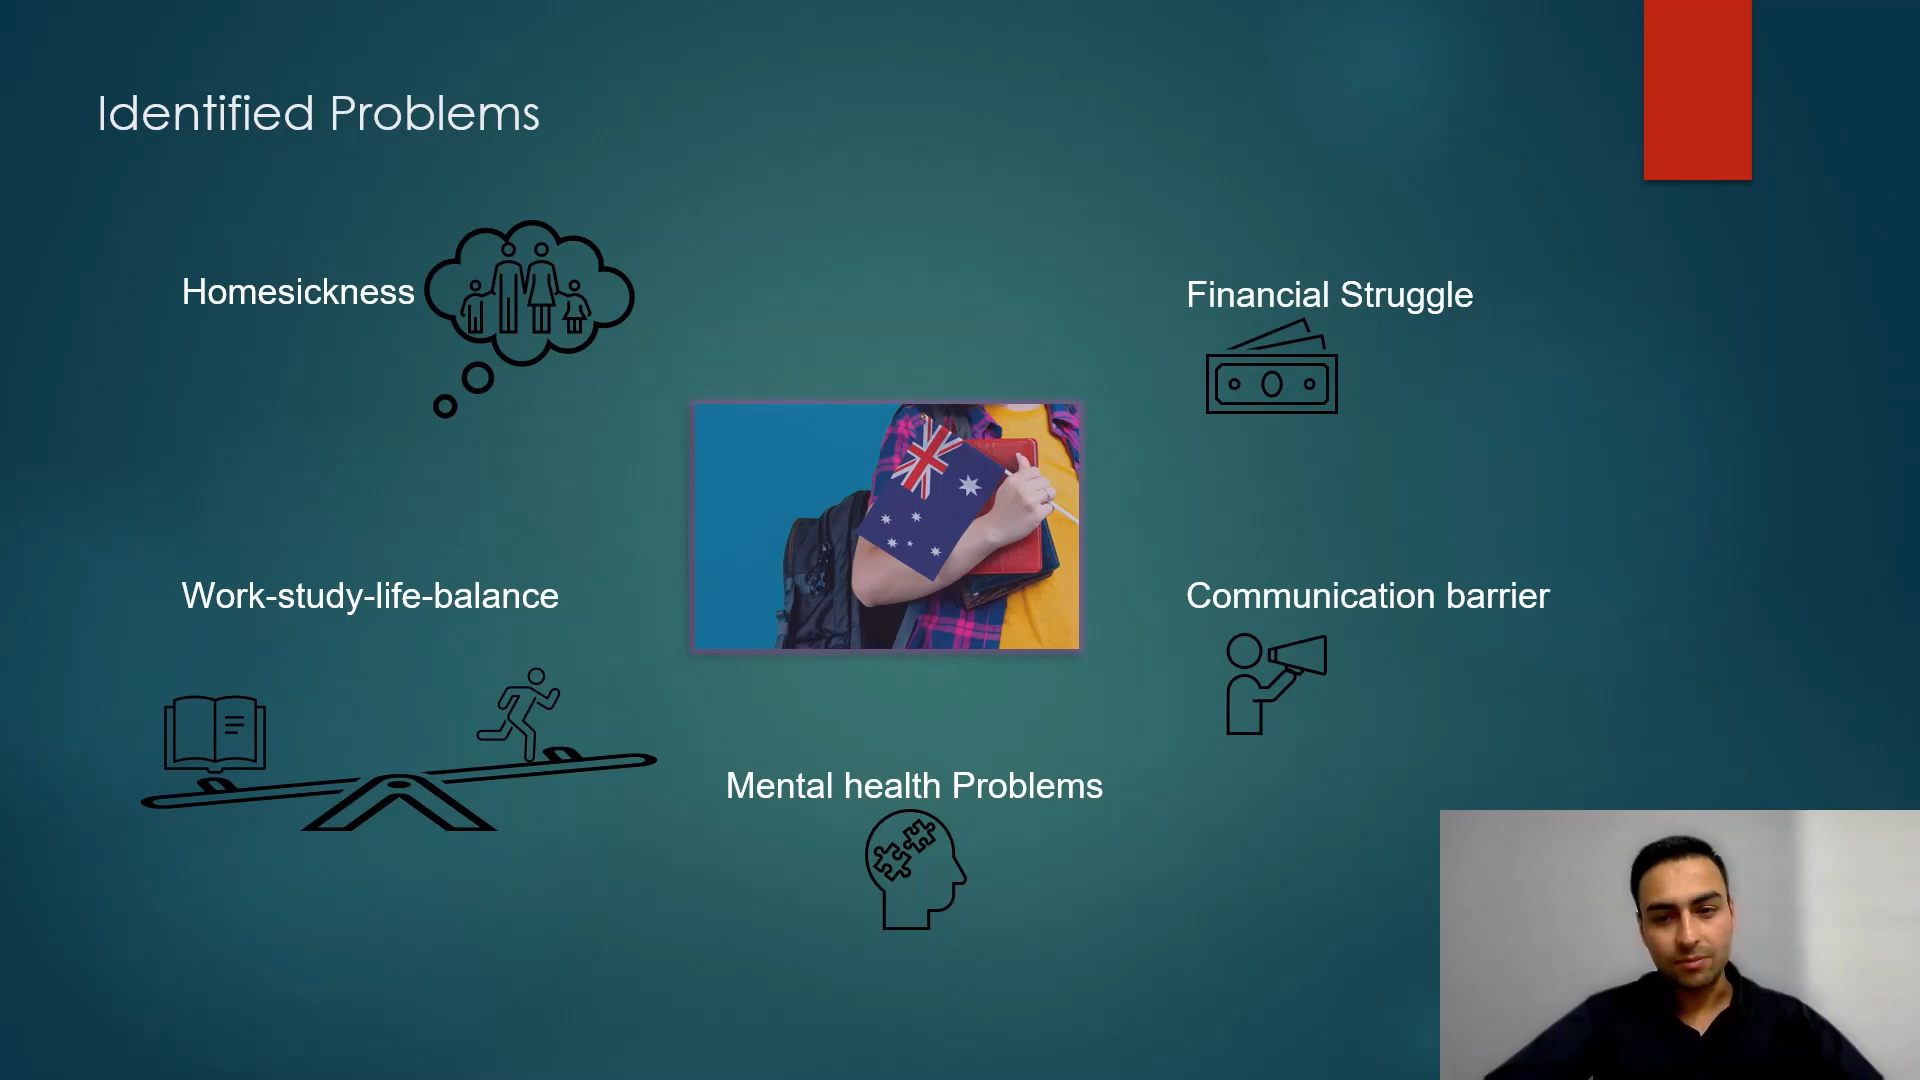 Identified Problems
Homesickness
Financial Struggle
Work-study-life-balance
Communication barrier
Mental health Problems